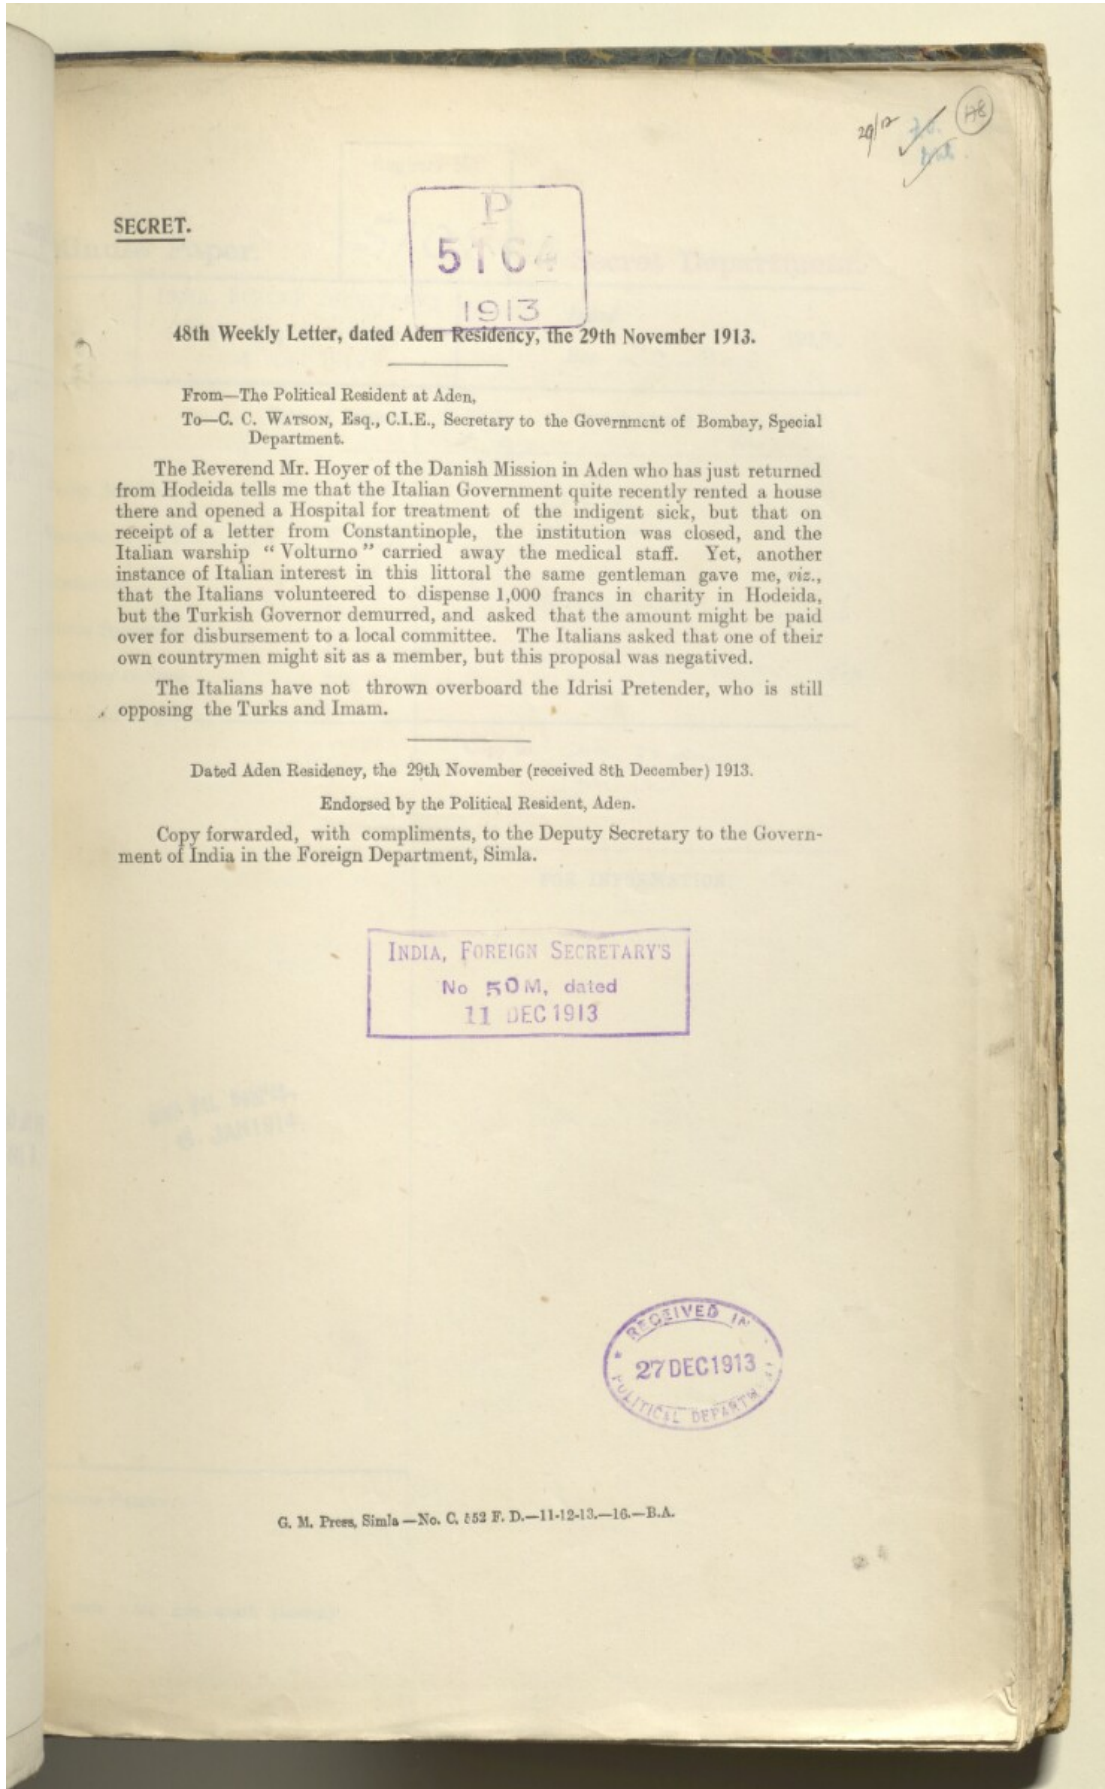 29/12
178
SECRET.
P
5164
1913
48th Weekly Letter, dated Aden Residency, the 29th November 1913.
From—The Political Resident at Aden,
To—C. C. WATSON, Esq., C.I.E., Secretary to the Government of Bombay, Special
Department.
The Reverend Mr. Hoyer of the Danish Mission in Aden who has just returned
from Hodeida tells me that the Italian Government quite recently rented a house
there and opened a Hospital for treatment of the indigent sick, but that on
receipt of a letter from Constantinople, the institution was closed, and the
Italian warship “ Volturno ” carried away the medical staff. Yet, another
instance of Italian interest in this littoral the same gentleman gave me, viz.,
that the Italians volunteered to dispense 1,000 francs in charity in Hodeida,
but the Turkish Governor demurred, and asked that the amount might be paid
over for disbursement to a local committee. The Italians asked that one of their
own countrymen might sit as a member, but this proposal was negatived.
The Italians have not thrown overboard the Idrisi Pretender, who is still
opposing the Turks and Imam.
Dated Aden Residency, the 29th November (received 8th December) 1913.
Endorsed by the Political Resident, Aden.
Copy forwarded, with compliments, to the Deputy Secretary to the Govern-
ment of India in the Foreign Department, Simla.
INDIA, FOREIGN SECRETARY'S
No 50M, dated
11 DEC 1913
RECEIVED IN
27 DEC 1913
POLITICAL DEPARTMENT
G. M. Press, Simla—No. C. 552 F. D.—11-12-13.—16.—B.A.